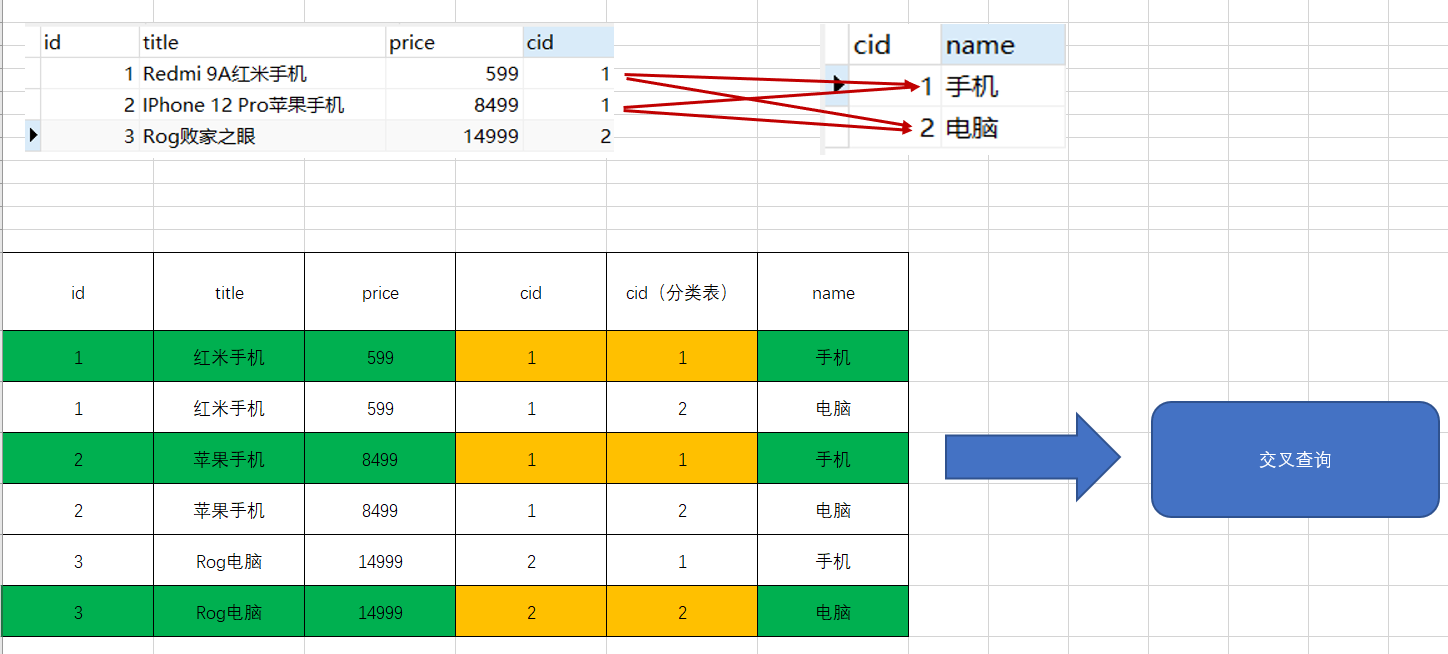 id title price cid
1 Redmi 9A红米手机 599 1
2 IPhone 12 Pro苹果手机 8499 1
3 Rog败家之眼 14999 2
cid name
1 手机
2 电脑
id title price cid cid（分类表） name
1 红米手机 599 1 1 手机
1 红米手机 599 1 2 电脑
2 苹果手机 8499 1 1 手机
2 苹果手机 8499 1 2 电脑
3 Rog电脑 14999 2 1 手机
3 Rog电脑 14999 2 2 电脑
交叉查询